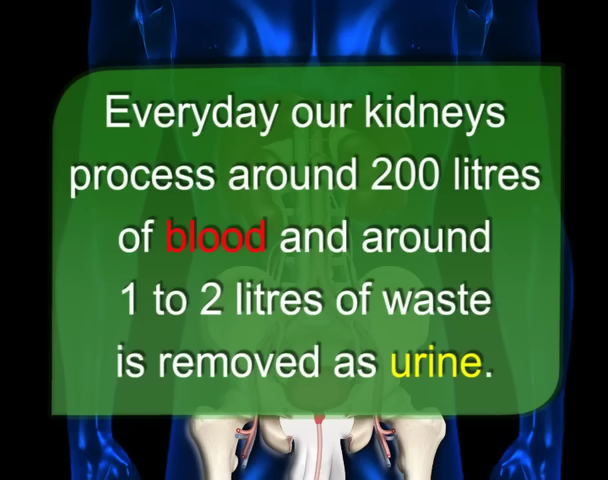 Everyday our kidneys
process around 200 litres
of blood and around
1 to 2 litres of waste
is removed as urine.